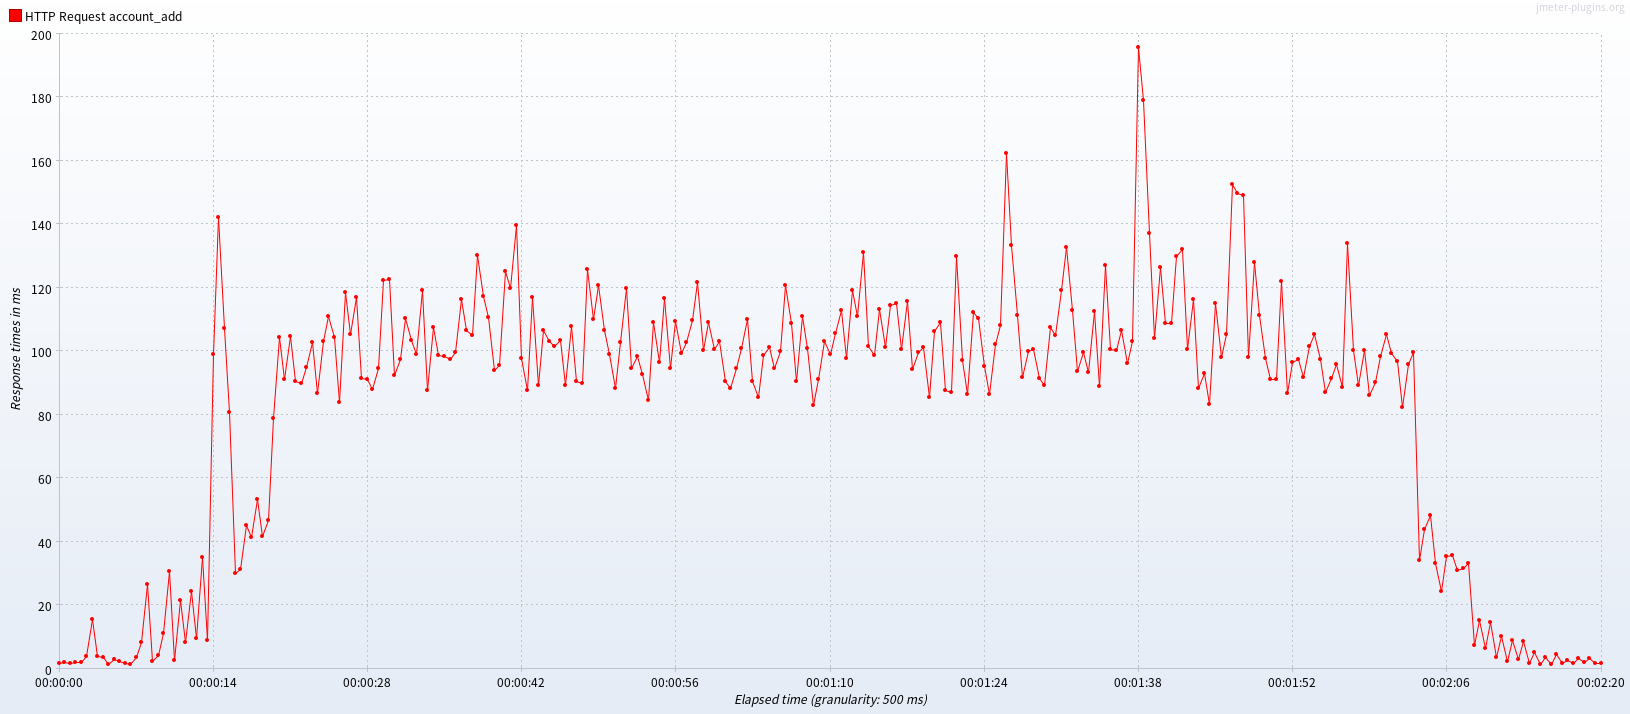 HTTP Request account_add
jmeter-plugins.org
200
180
160
140
120
100
80
60
40
20
0
Response times in ms
00:00:00 00:00:14 00:00:28 00:00:42 00:00:56 00:01:10 00:01:24 00:01:38 00:01:52 00:02:06 00:02:20
Elapsed time (granularity: 500 ms)